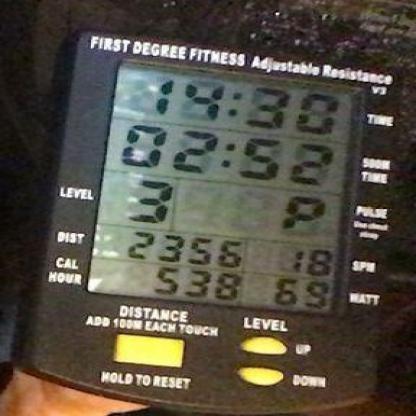 FIRST DEGREE FITNESS Adjustable Resistance
V3
14:38 TIME
02:52 500M TIME
LEVEL 3 P PULSE
DIST 2356 18 SPM
CAL HOUR 538 69 WATT
DISTANCE
ADD 100M EACH TOUCH
HOLD TO RESET
LEVEL
UP
DOWN